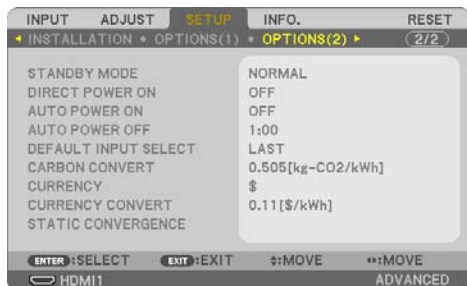 INPUT ADJUST SETUP INFO. RESET
INSTALLATION • OPTIONS(1) • OPTIONS(2) 2/2
STANDBY MODE NORMAL
DIRECT POWER ON OFF
AUTO POWER ON OFF
AUTO POWER OFF 1:00
DEFAULT INPUT SELECT LAST
CARBON CONVERT 0.505[kg-CO2/kWh]
CURRENCY $
CURRENCY CONVERT 0.11[$/kWh]
STATIC CONVERGENCE
ENTER :SELECT EXIT :EXIT :MOVE :MOVE
HDMI1 ADVANCED